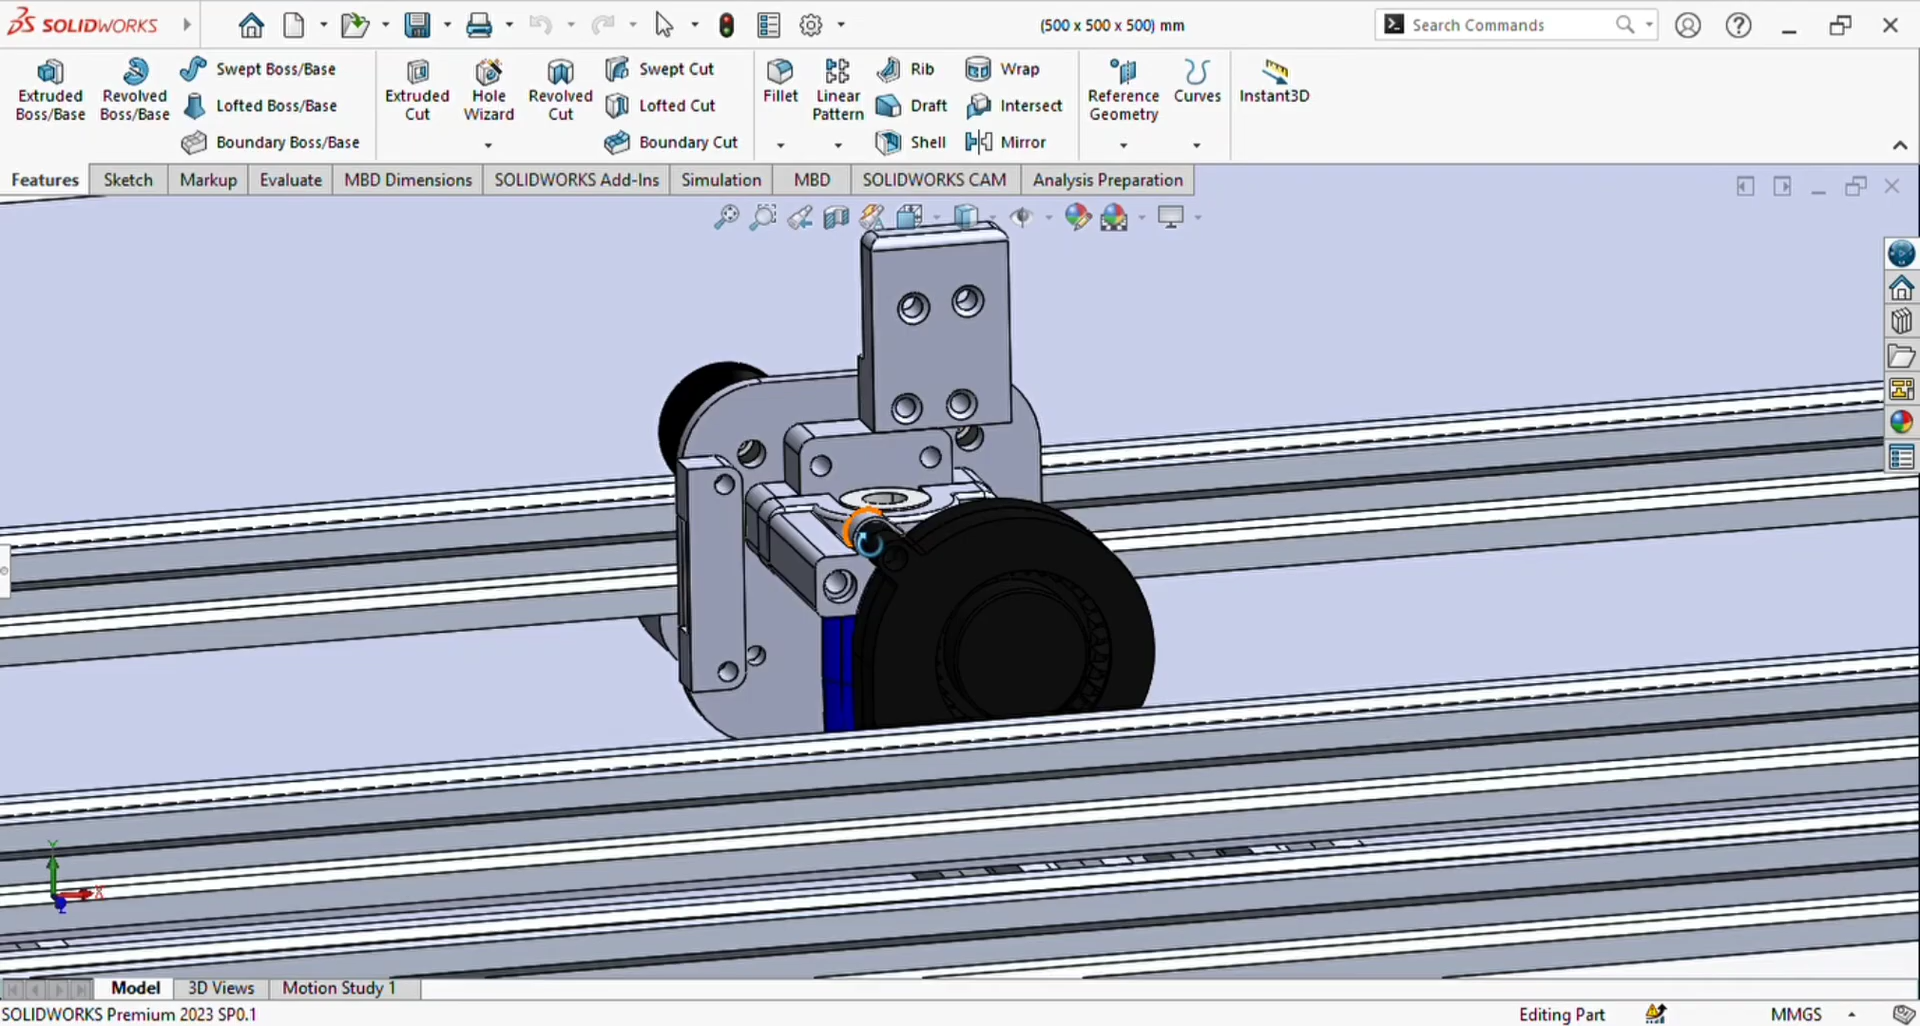 SOLIDWORKS
(500 x 500 x 500) mm
Search Commands
Extruded Boss/Base
Revolved Boss/Base
Swept Boss/Base
Lofted Boss/Base
Boundary Boss/Base
Extruded Cut
Hole Wizard
Revolved Cut
Swept Cut
Lofted Cut
Boundary Cut
Fillet
Linear Pattern
Rib
Draft
Shell
Wrap
Intersect
Mirror
Reference Geometry
Curves
Instant3D
Features
Sketch
Markup
Evaluate
MBD Dimensions
SOLIDWORKS Add-Ins
Simulation
MBD
SOLIDWORKS CAM
Analysis Preparation
Y
X
Z
Model
3D Views
Motion Study 1
SOLIDWORKS Premium 2023 SP0.1
Editing Part
MMGS